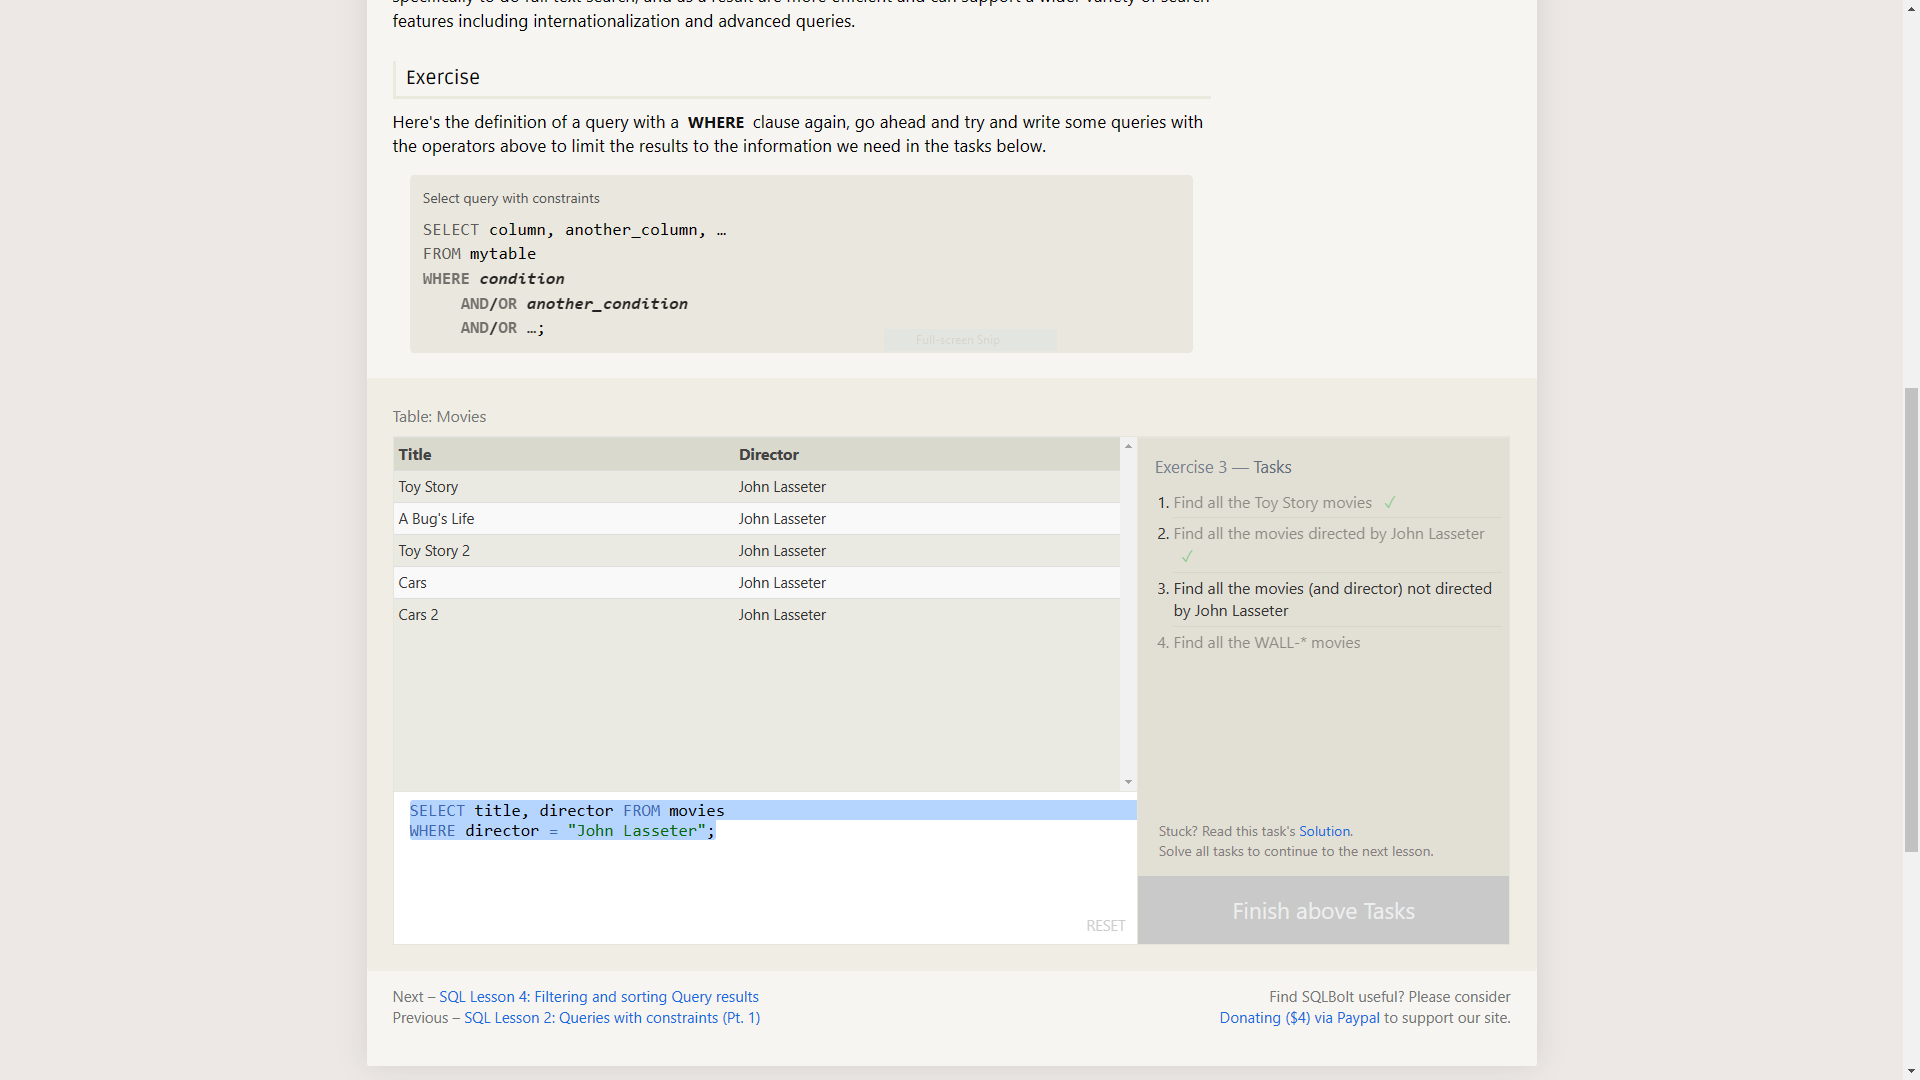 features including internationalization and advanced queries.
Exercise
Here's the definition of a query with a WHERE clause again, go ahead and try and write some queries with
the operators above to limit the results to the information we need in the tasks below.
Select query with constraints
SELECT column, another_column, …
FROM mytable
WHERE condition
    AND/OR another_condition
    AND/OR …;
Full-screen Snip
Table: Movies
Title Director
Toy Story John Lasseter
A Bug's Life John Lasseter
Toy Story 2 John Lasseter
Cars John Lasseter
Cars 2 John Lasseter
SELECT title, director FROM movies
WHERE director = "John Lasseter";
RESET
Exercise 3 — Tasks
1. Find all the Toy Story movies ✓
2. Find all the movies directed by John Lasseter
✓
3. Find all the movies (and director) not directed
by John Lasseter
4. Find all the WALL-* movies
Stuck? Read this task's Solution.
Solve all tasks to continue to the next lesson.
Finish above Tasks
Next – SQL Lesson 4: Filtering and sorting Query results
Previous – SQL Lesson 2: Queries with constraints (Pt. 1)
Find SQLBolt useful? Please consider
Donating ($4) via Paypal to support our site.